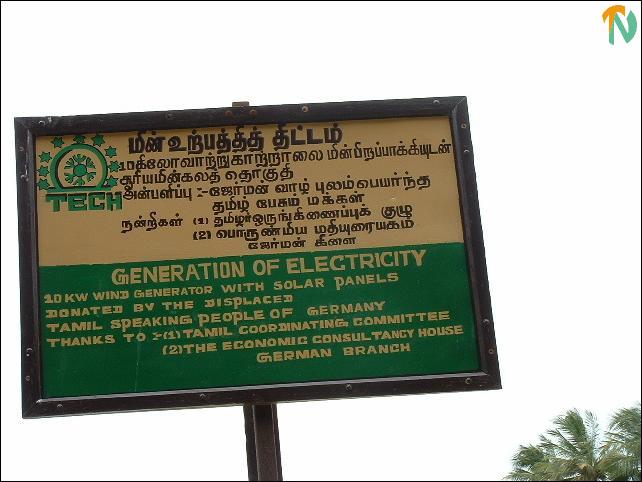 TN
TECH
மின் உற்பத்தித் திட்டம்
10கிலோவாற்றுகாற்றாலை மின்பிறப்பாக்கியுடன்
சூரியமின்கலத் தொகுதி
அன்பளிப்பு :-ஜேர்மன் வாழ் புலம்பெயர்ந்த
தமிழ் பேசும் மக்கள்
நன்றிகள் (1) தமிழர்ஒருங்கிணைப்புக் குழு
(2) பொருண்மிய மதியுரையகம்
ஜேர்மன் கிளை
GENERATION OF ELECTRICITY
10 KW WIND GENERATOR WITH SOLAR PANELS
DONATED BY THE DISPLACED
TAMIL SPEAKING PEOPLE OF GERMANY
THANKS TO :-(1) TAMIL COORDINATING COMMITTEE
(2) THE ECONOMIC CONSULTANCY HOUSE
GERMAN BRANCH